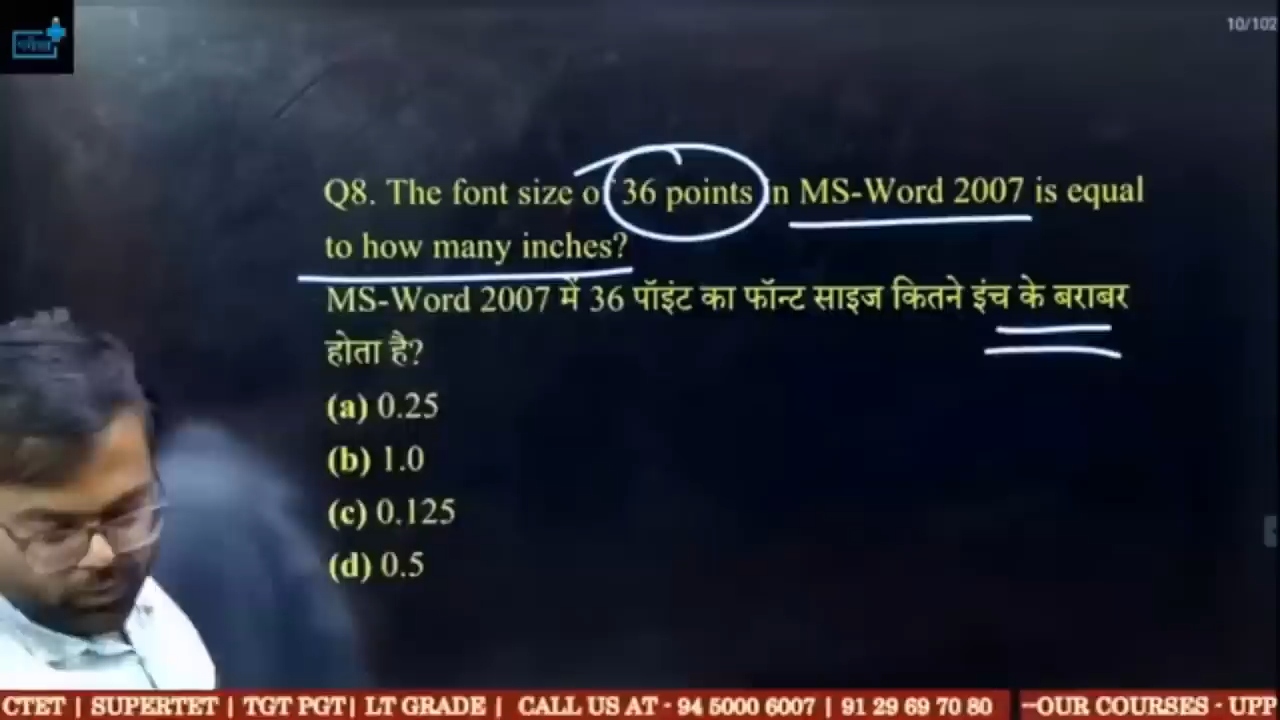 10/102
Q8. The font size of 36 points in MS-Word 2007 is equal
to how many inches?
MS-Word 2007 में 36 पॉइंट का फॉन्ट साइज कितने इंच के बराबर
होता है?
(a) 0.25
(b) 1.0
(c) 0.125
(d) 0.5
CTET | SUPERTET | TGT PGT| LT GRADE | CALL US AT - 94 5000 6007 | 91 29 69 70 80 --OUR COURSES - UPP